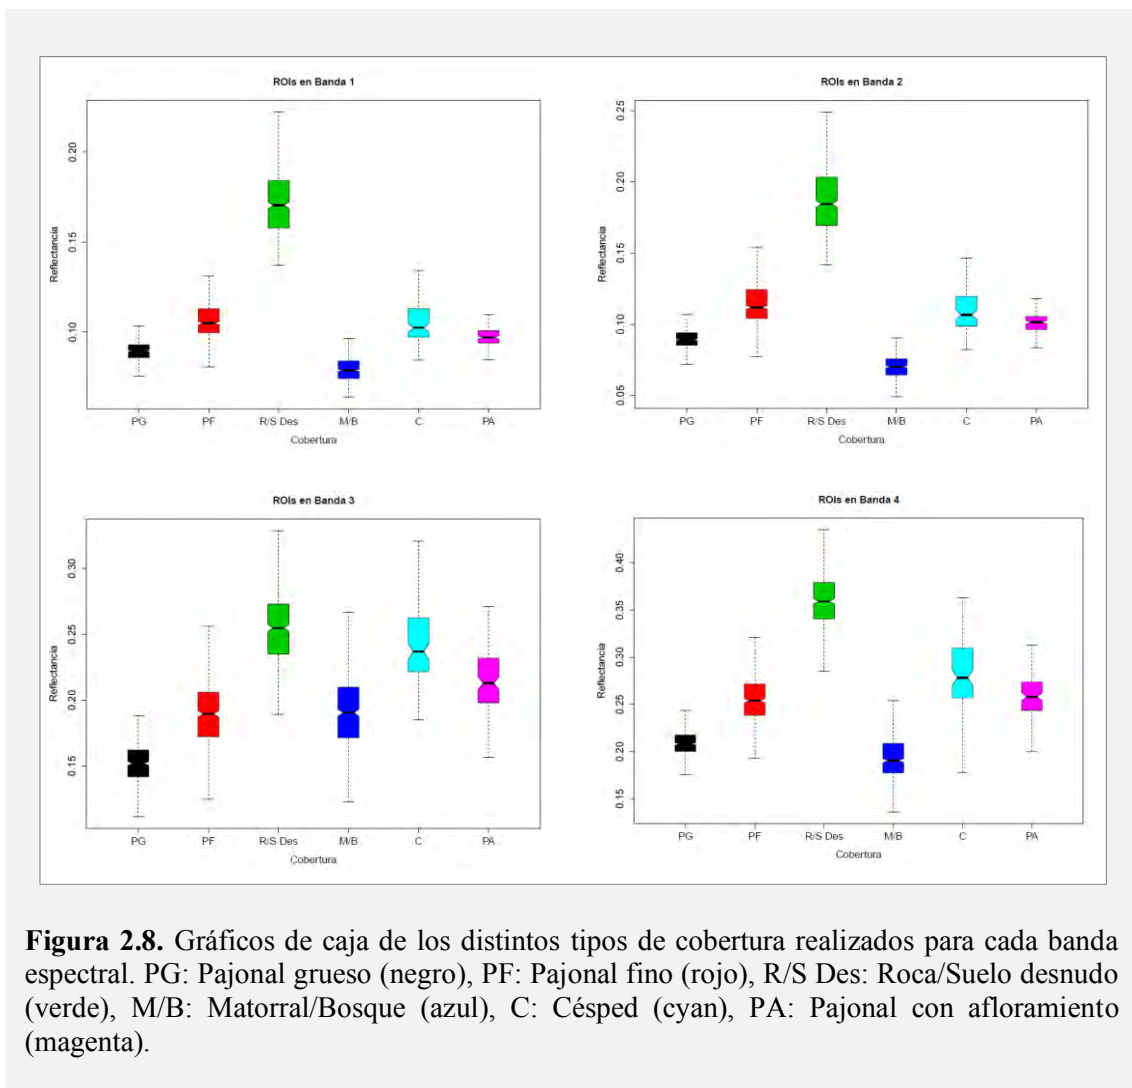 ROIs en Banda 1
Reflectancia
0.20
0.15
0.10
PG PF R/S Des M/B C PA
Cobertura
ROIs en Banda 2
Reflectancia
0.25
0.20
0.15
0.10
0.05
PG PF R/S Des M/B C PA
Cobertura
ROIs en Banda 3
Reflectancia
0.30
0.25
0.20
0.15
PG PF R/S Des M/B C PA
Cobertura
ROIs en Banda 4
Reflectancia
0.40
0.35
0.30
0.25
0.20
0.15
PG PF R/S Des M/B C PA
Cobertura
Figura 2.8. Gráficos de caja de los distintos tipos de cobertura realizados para cada banda
espectral. PG: Pajonal grueso (negro), PF: Pajonal fino (rojo), R/S Des: Roca/Suelo desnudo
(verde), M/B: Matorral/Bosque (azul), C: Césped (cyan), PA: Pajonal con afloramiento
(magenta).